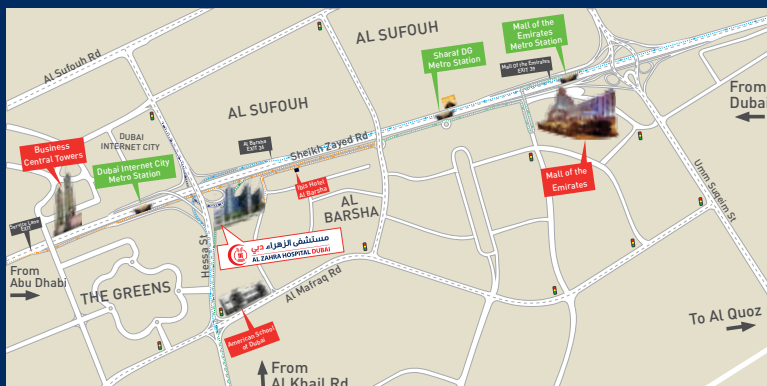 AL SUFOUH
Mall of the
Emirates
Metro Station
Al Sufouh Rd
Sharat DG
Metro Station
Mall Of the Emirates
EXIT 39
From
Dubai
AL SUFOUH
DUBAI
INTERNET CITY
Al Barsha
EXIT 36
Sheikh Zayed Rd
Business
Central Towers
Dubai Internet City
Metro Station
Ibis Hotel
Al Barsha
Mall of the
Emirates
Umm Suqeim St
AL
BARSHA
Service Lane
EXIT
Hessa St
مستشفى الزهراء دبي
AL ZAHRA HOSPITAL DUBAI
From
Abu Dhabi
THE GREENS
Al Mafraq Rd
American School
of Dubai
To Al Quoz
From
Al Khail Rd